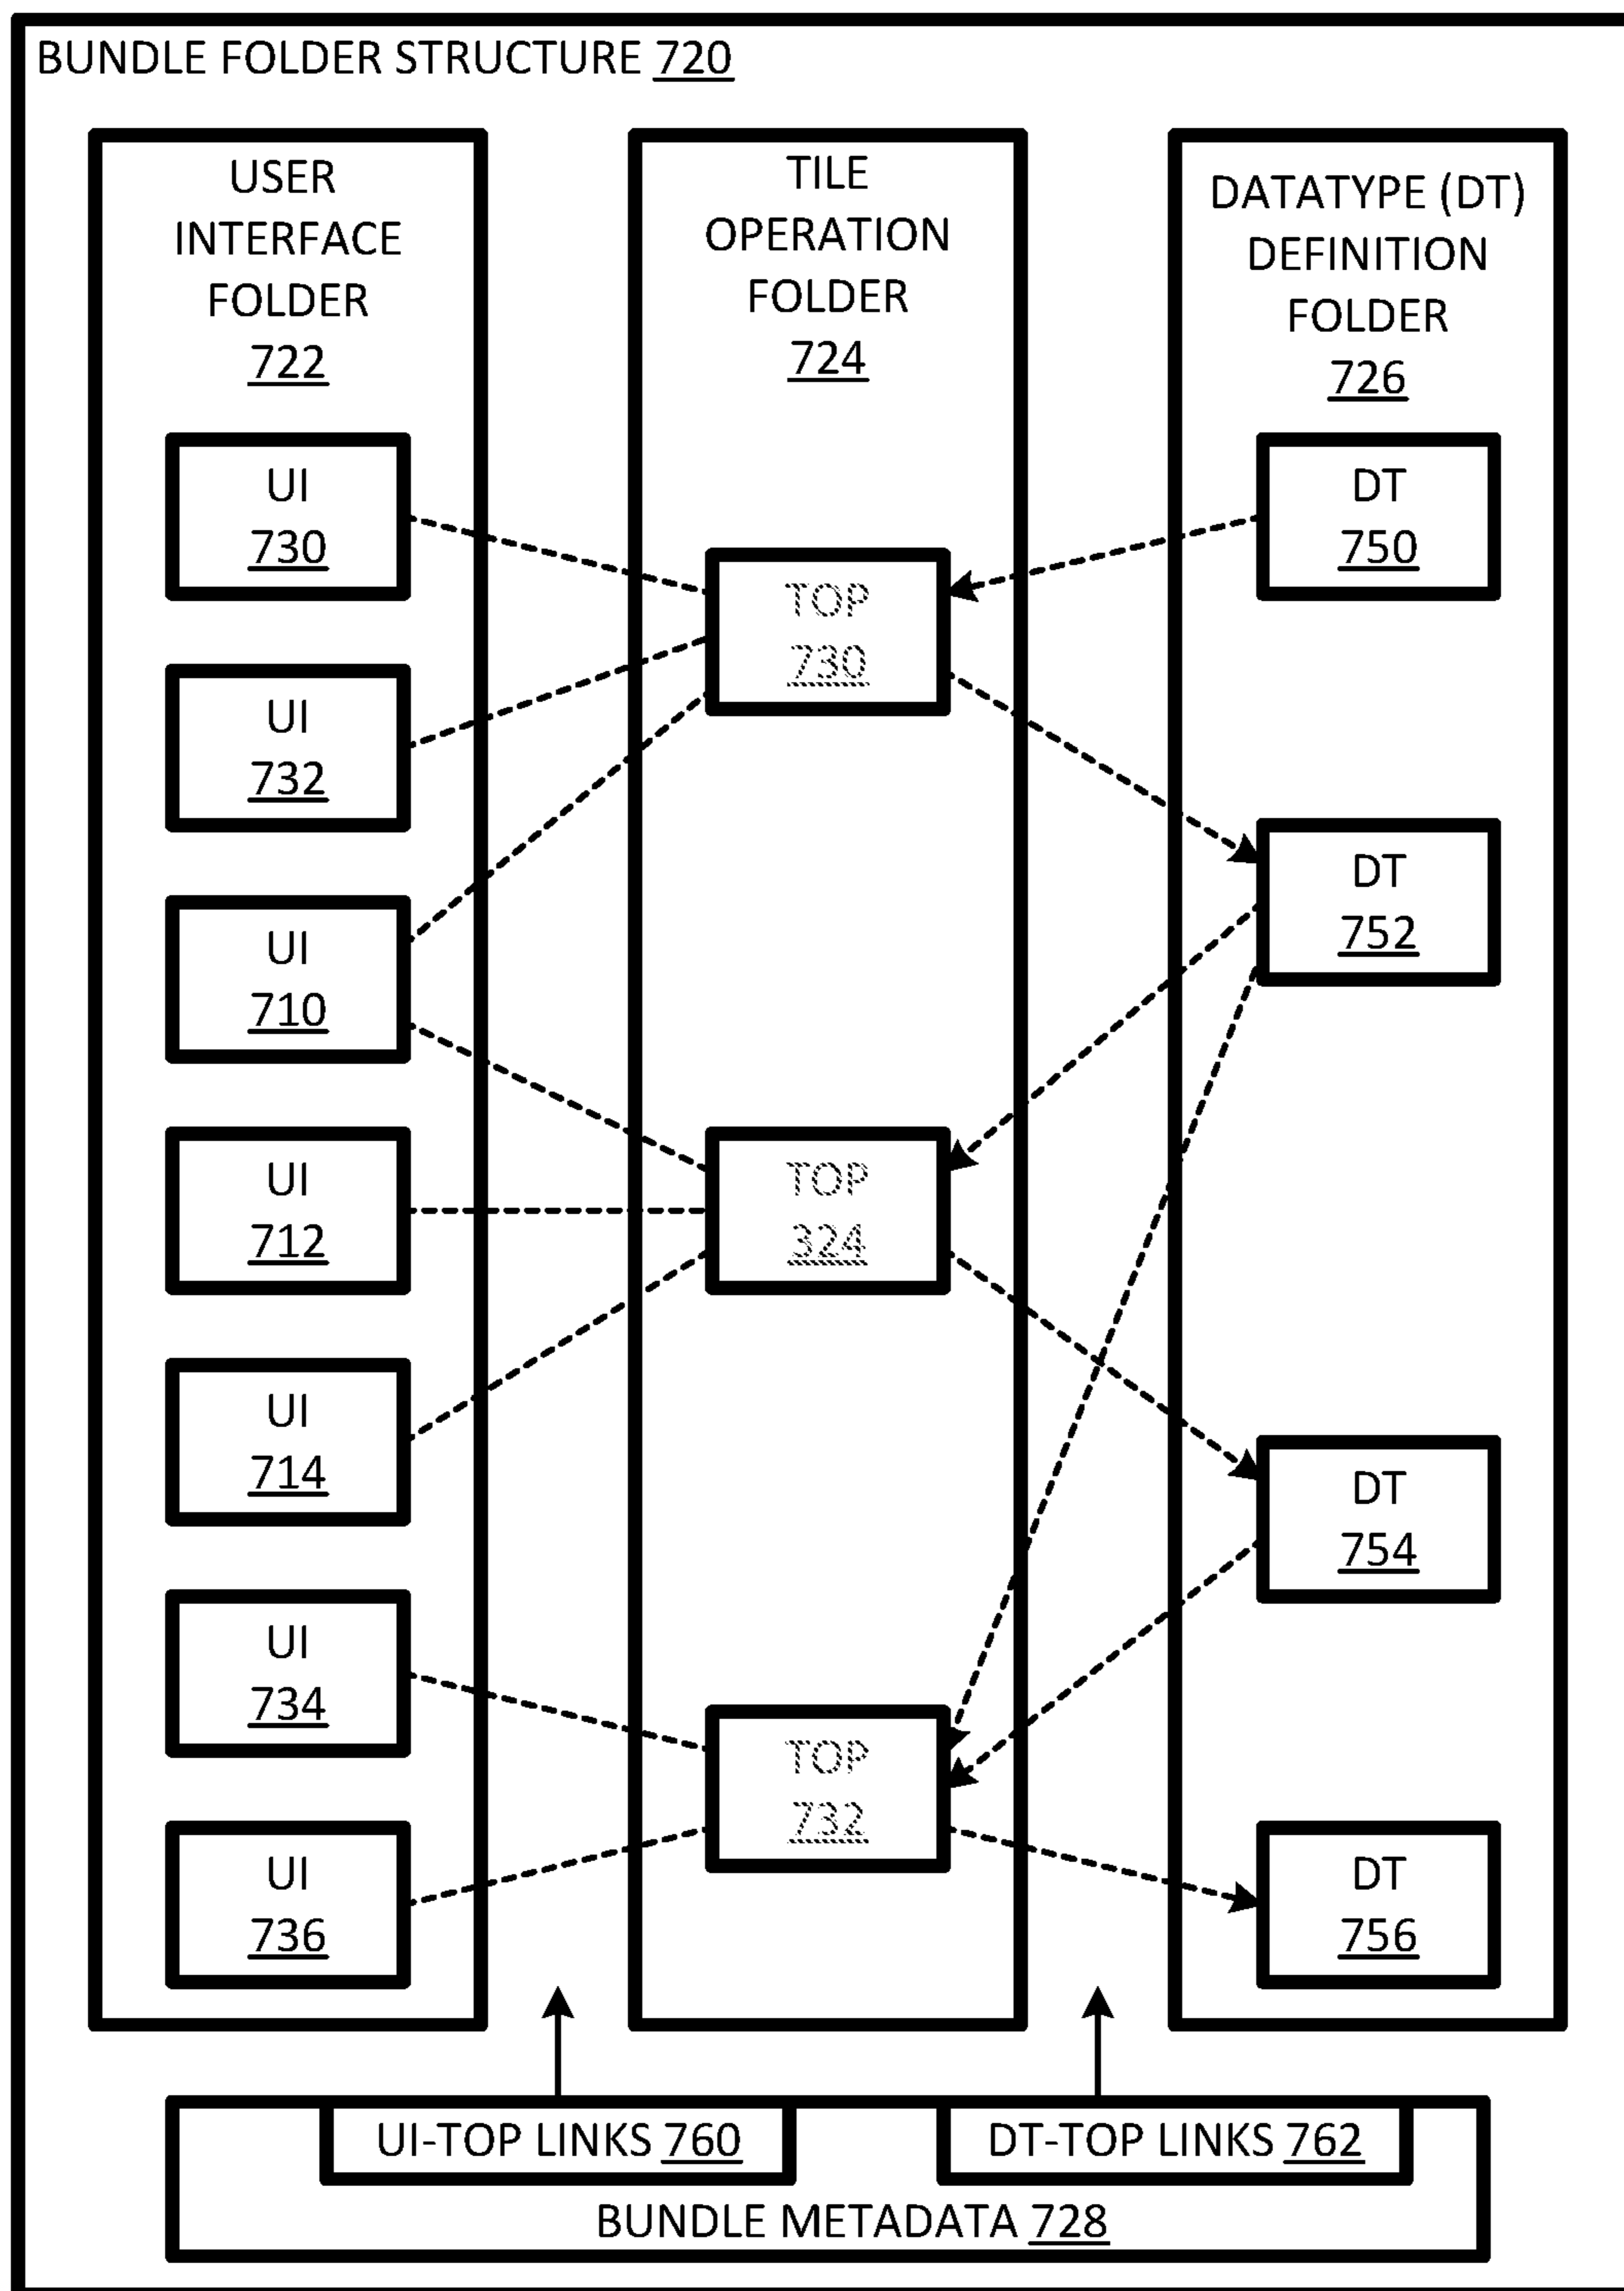 BUNDLE FOLDER STRUCTURE 720
USER
INTERFACE
FOLDER
722
UI
730
UI
732
UI
710
UI
712
UI
714
UI
734
UI
736
TILE
OPERATION
FOLDER
724
TOP
730
TOP
324
TOP
732
DATATYPE (DT)
DEFINITION
FOLDER
726
DT
750
DT
752
DT
754
DT
756
UI-TOP LINKS 760
DT-TOP LINKS 762
BUNDLE METADATA 728